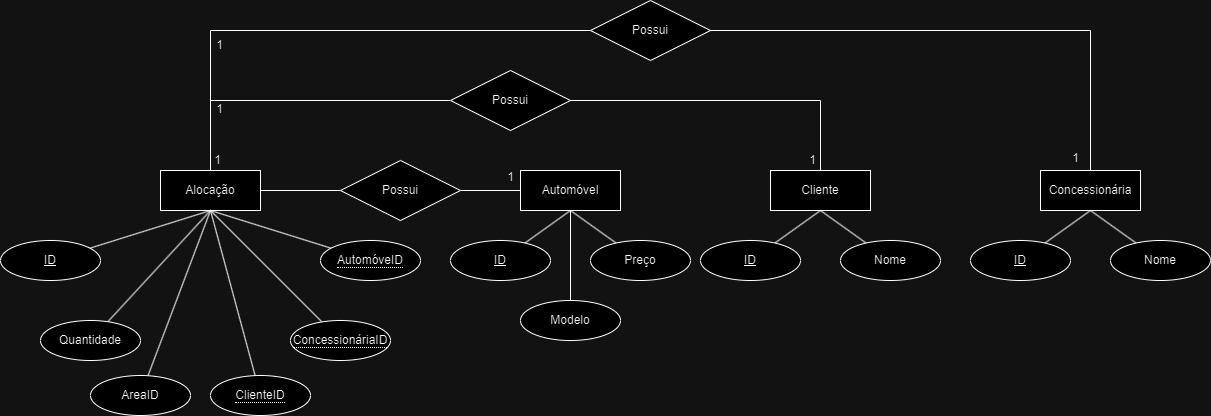 Possui
1
Possui
1
1
1
1
Alocação
Possui
1
Automóvel
Cliente
Concessionária
ID
AutomóvelD
ID
Preço
ID
Nome
ID
Nome
Modelo
Quantidade
ConcessionáriaID
AreaID
ClienteID